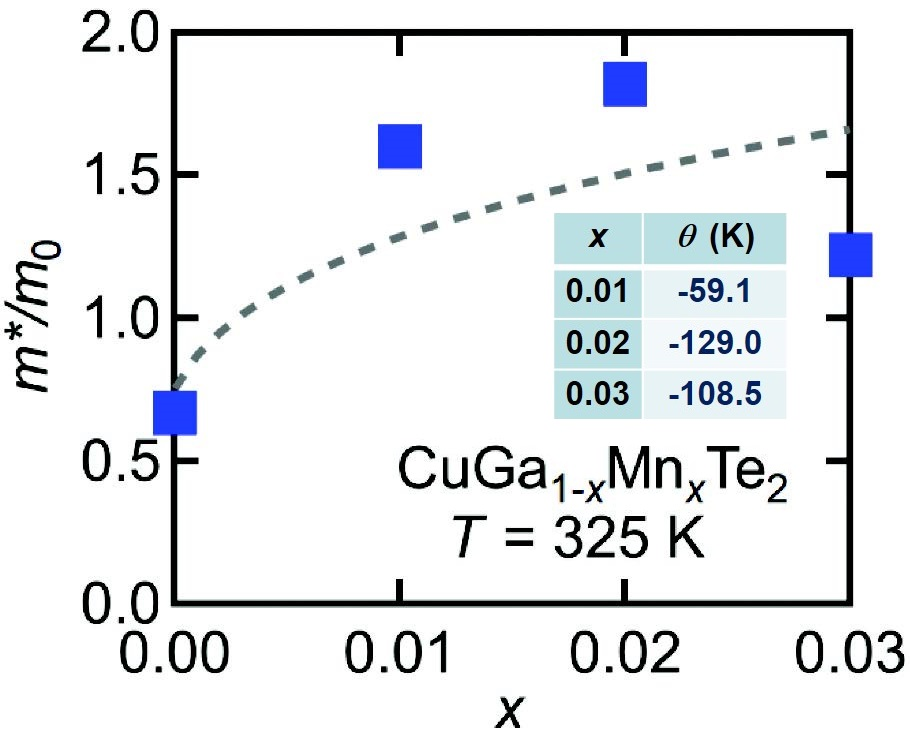 2.0
1.5
1.0
0.5
0.0
m*/m0
x θ (K)
0.01 -59.1
0.02 -129.0
0.03 -108.5
CuGa1-xMnxTe2
T = 325 K
0.00 0.01 0.02 0.03
x